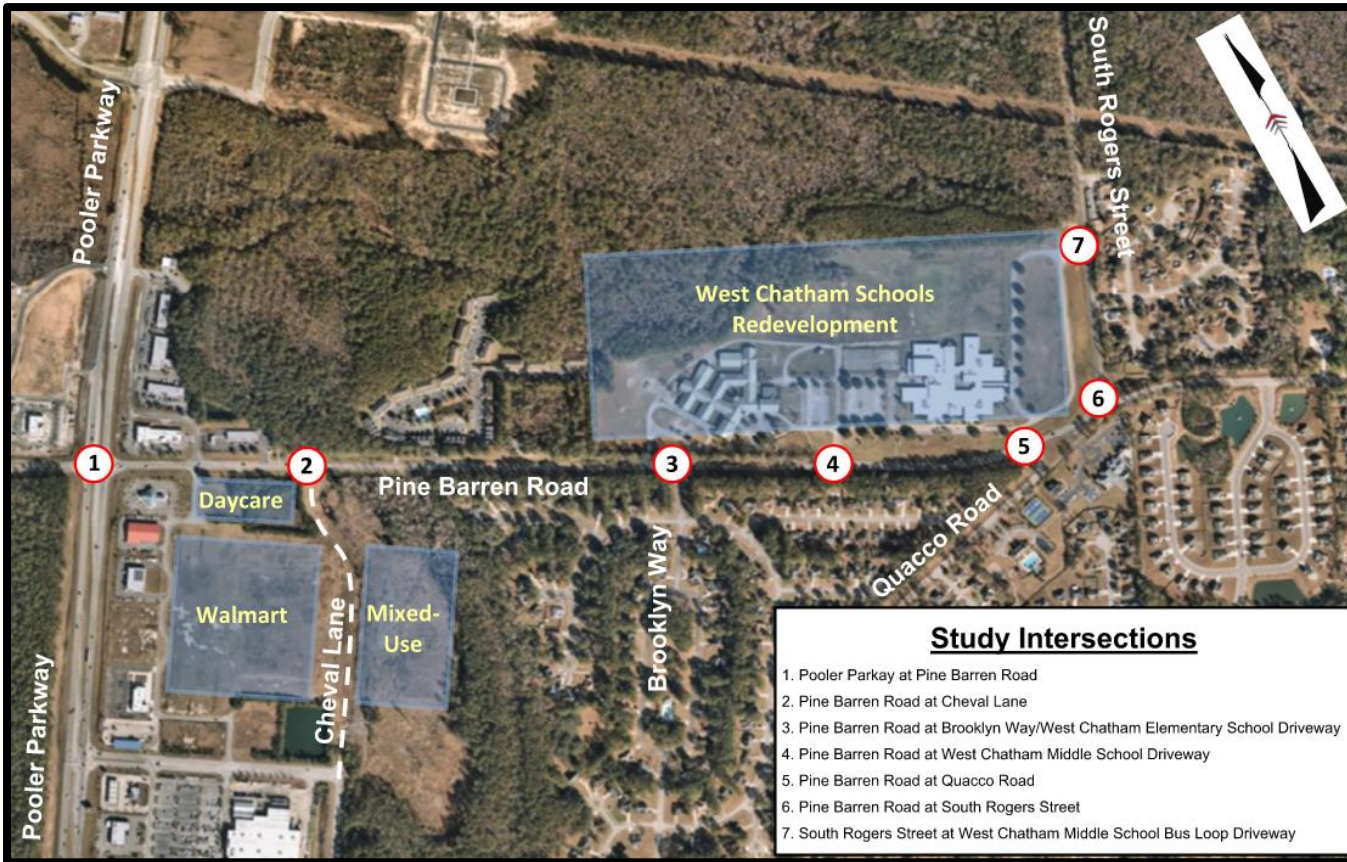 Pooler Parkway
South Rogers Street
7
West Chatham Schools
Redevelopment
6
1
2
3
4
5
Pine Barren Road
Daycare
Quacco Road
Walmart
Mixed-
Use
Cheval Lane
Brooklyn Way
Pooler Parkway
Study Intersections
1. Pooler Parkay at Pine Barren Road
2. Pine Barren Road at Cheval Lane
3. Pine Barren Road at Brooklyn Way/West Chatham Elementary School Driveway
4. Pine Barren Road at West Chatham Middle School Driveway
5. Pine Barren Road at Quacco Road
6. Pine Barren Road at South Rogers Street
7. South Rogers Street at West Chatham Middle School Bus Loop Driveway